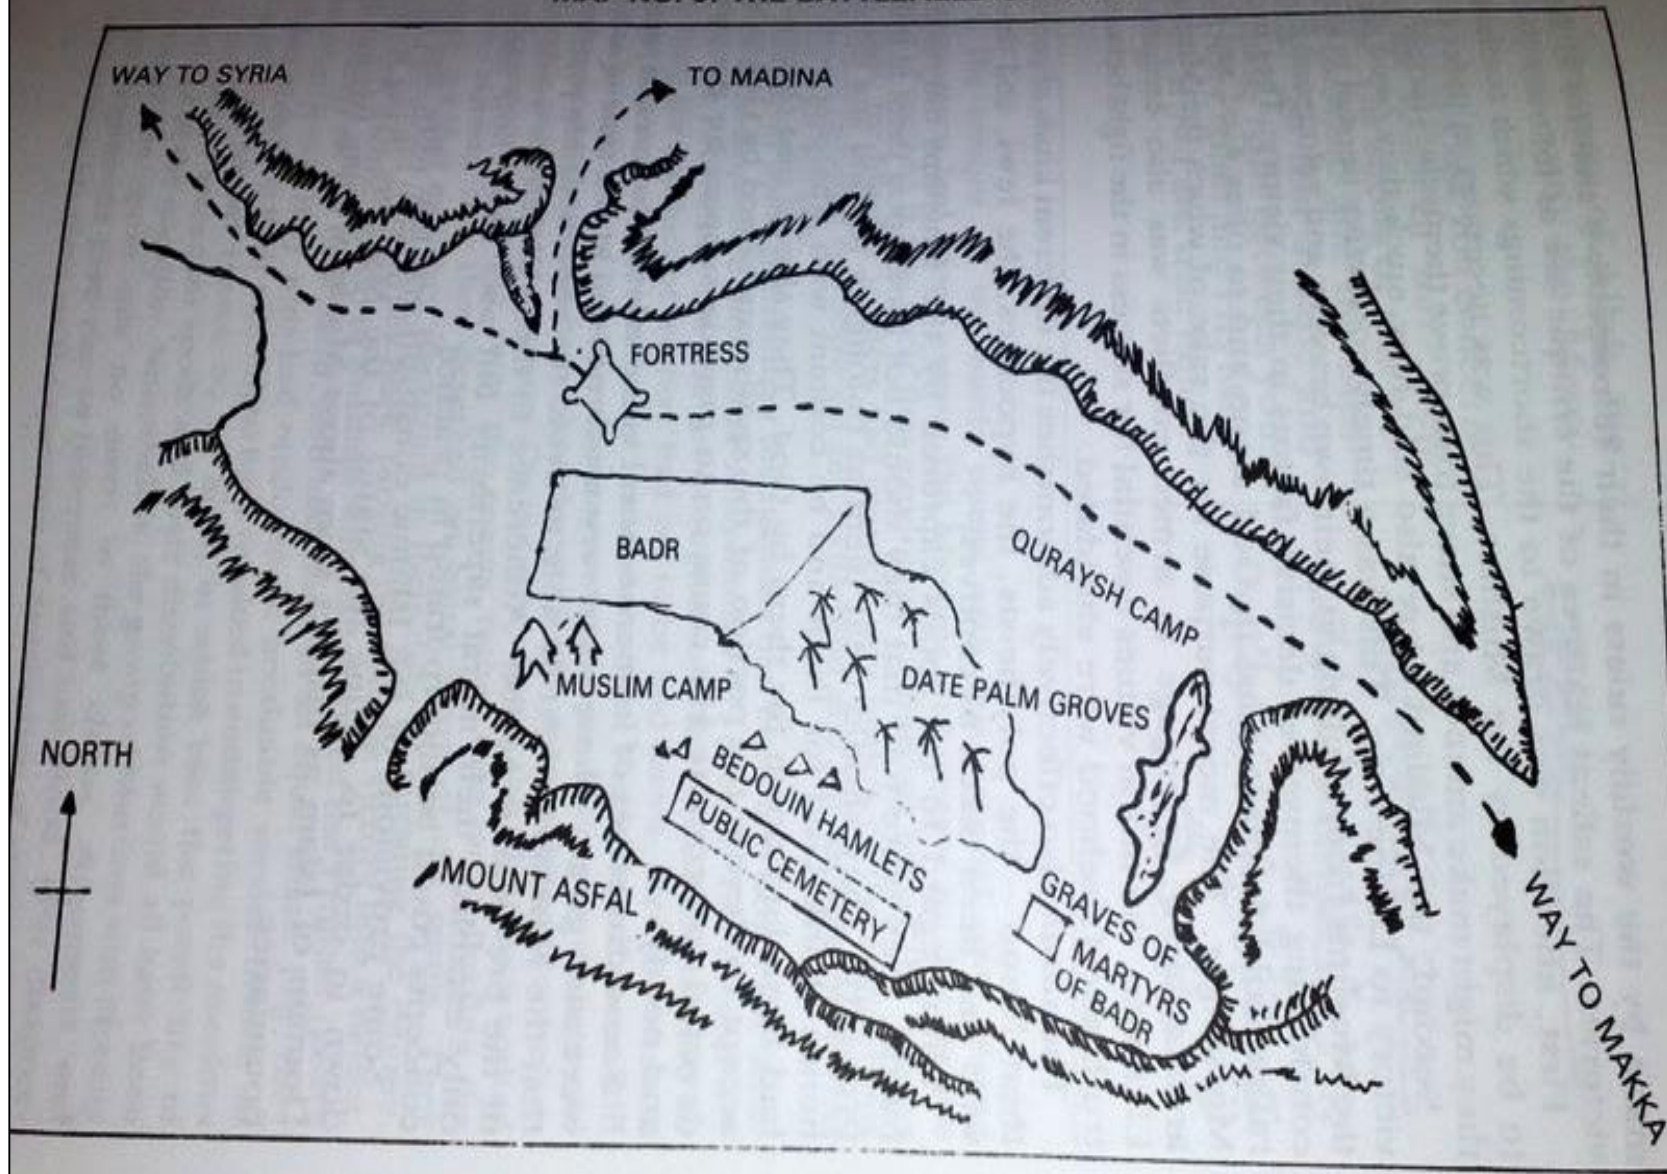 WAY TO SYRIA
TO MADINA
FORTRESS
BADR
QURAYSH CAMP
MUSLIM CAMP
DATE PALM GROVES
NORTH
BEDOUIN HAMLETS
PUBLIC CEMETERY
MOUNT ASFAL
GRAVES OF
MARTYRS
OF BADR
WAY TO MAKKA